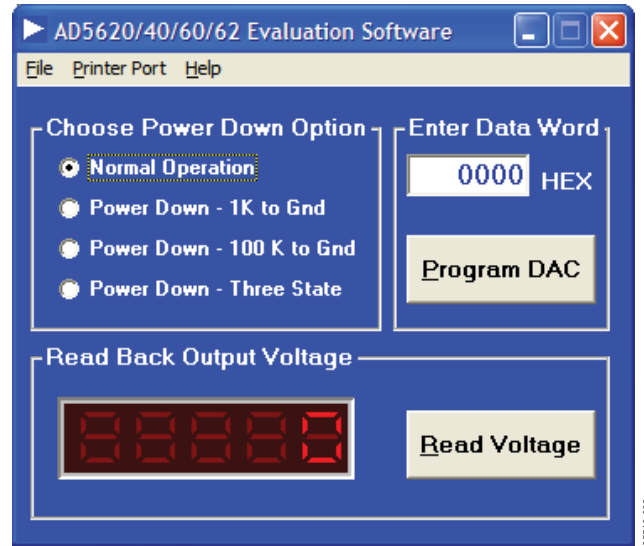 AD5620/40/60/62 Evaluation Software
File Printer Port Help
Choose Power Down Option
Normal Operation
Power Down - 1K to Gnd
Power Down - 100 K to Gnd
Power Down - Three State
Enter Data Word
0000 HEX
Program DAC
Read Back Output Voltage
0
Read Voltage